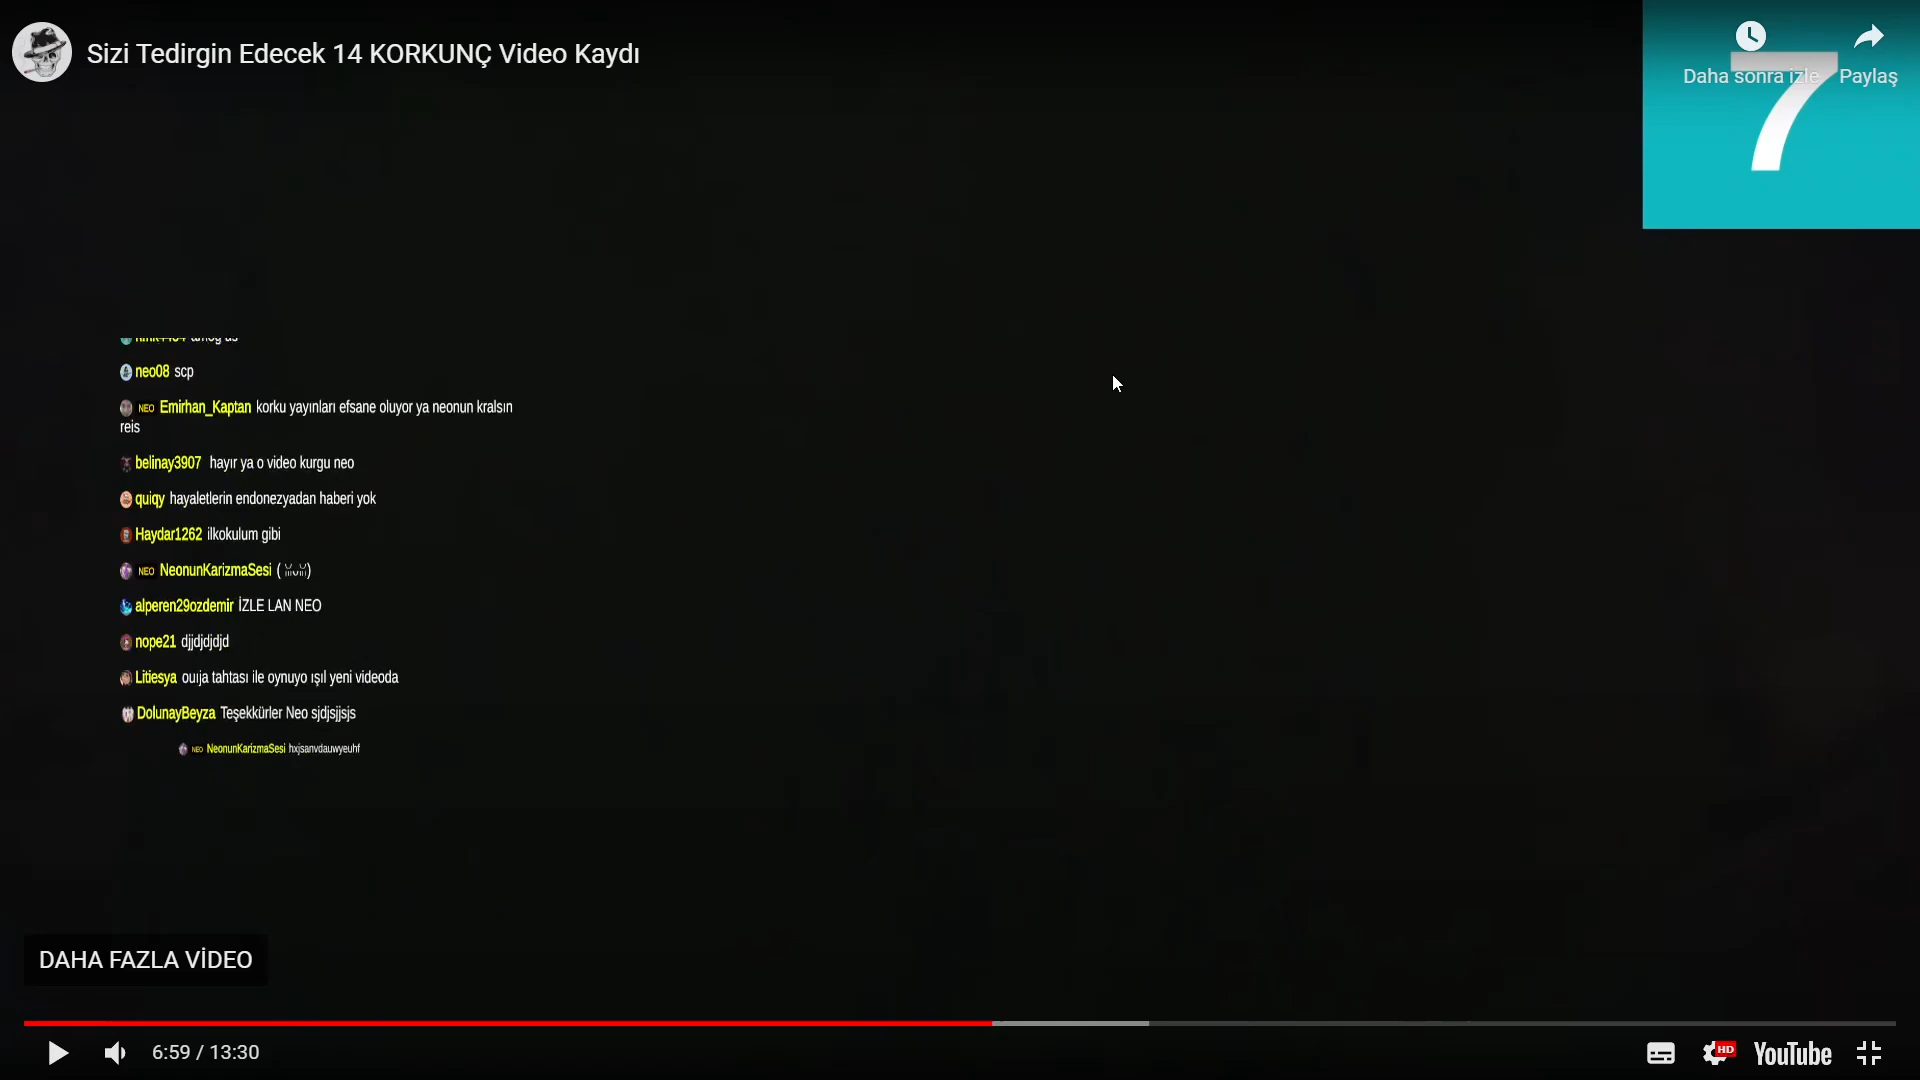 Sizi Tedirgin Edecek 14 KORKUNÇ Video Kaydı
7
Daha sonra izle
Paylaş
neo08 scp
NEO Emirhan_Kaptan korku yayınları efsane oluyor ya neonun kralsın
reis
belinay3907 hayır ya o video kurgu neo
quiqy hayaletlerin endonezyadan haberi yok
Haydar1262 ilkokulum gibi
NEO NeonunKarizmaSesi
alperen29ozdemir İZLE LAN NEO
nope21 djjdjdjdjd
Litiesya ouıja tahtası ile oynuyo ışıl yeni videoda
DolunayBeyza Teşekkürler Neo sjdjsjjsjs
NEO NeonunKarizmaSesi hxjsanvdauwyeuhf
DAHA FAZLA VİDEO
6:59 / 13:30
HD
YouTube